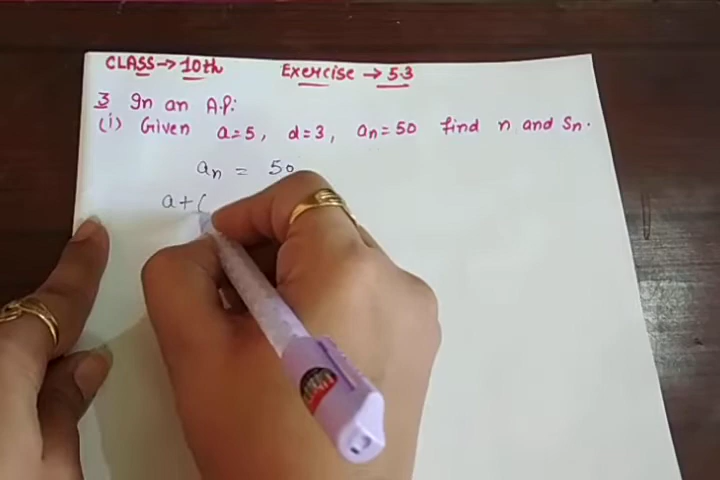 CLASS→10th Exercise → 5.3
3 In an A.P:
(i) Given a=5, d=3, an=50 find n and Sn.
an = 50
a+(